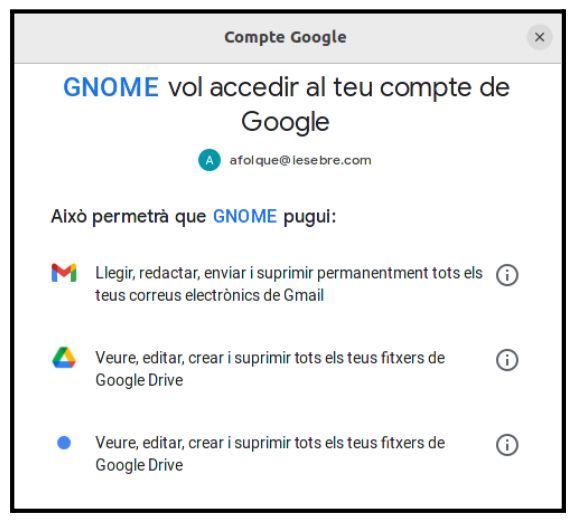 Compte Google
GNOME vol accedir al teu compte de
Google
A afolque@iesebre.com
Això permetrà que GNOME pugui:
Llegir, redactar, enviar i suprimir permanentment tots els
teus correus electrònics de Gmail
Veure, editar, crear i suprimir tots els teus fitxers de
Google Drive
Veure, editar, crear i suprimir tots els teus fitxers de
Google Drive